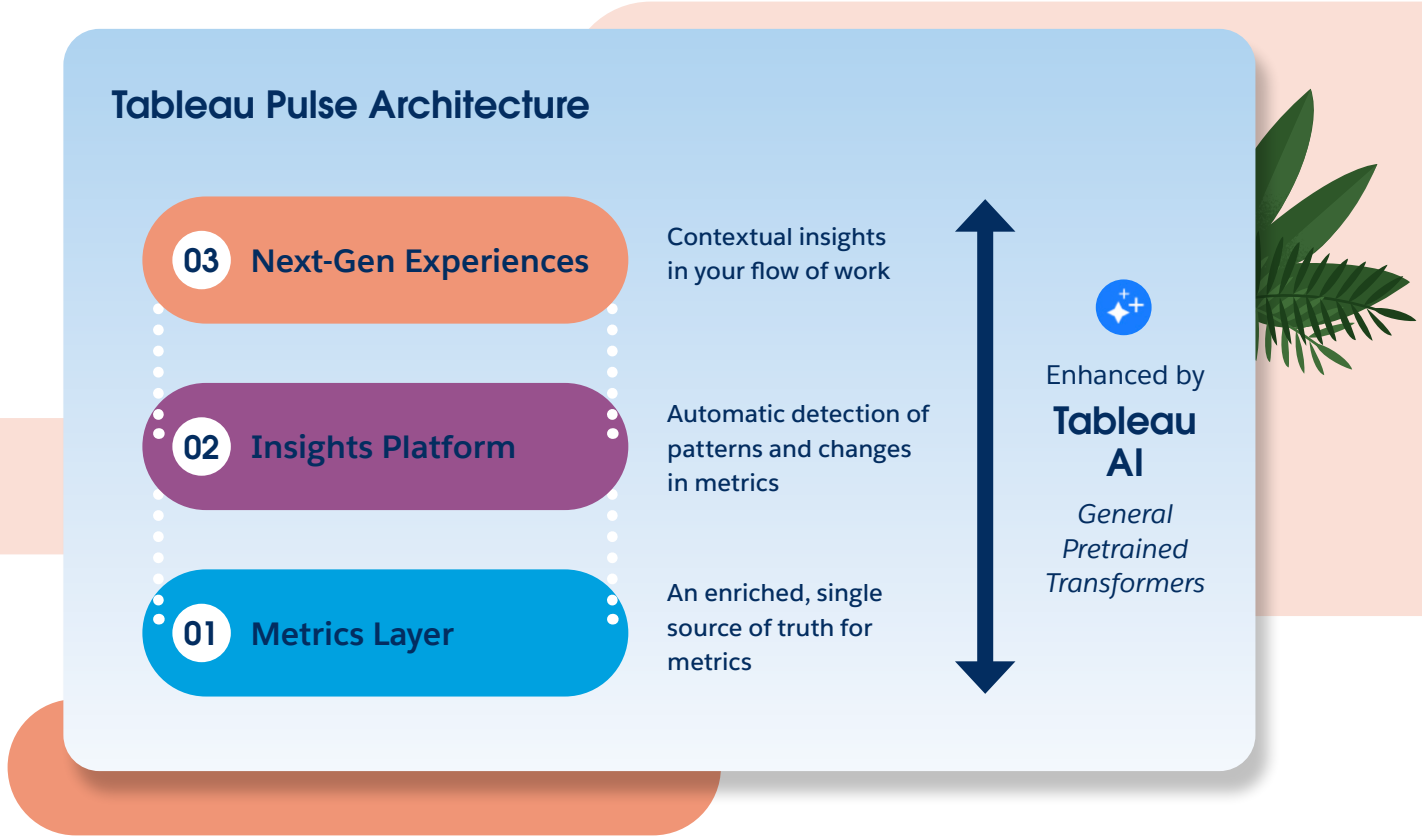 Tableau Pulse Architecture
03 Next-Gen Experiences
Contextual insights
in your flow of work
02 Insights Platform
Automatic detection of
patterns and changes
in metrics
01 Metrics Layer
An enriched, single
source of truth for
metrics
Enhanced by
Tableau
AI
General
Pretrained
Transformers